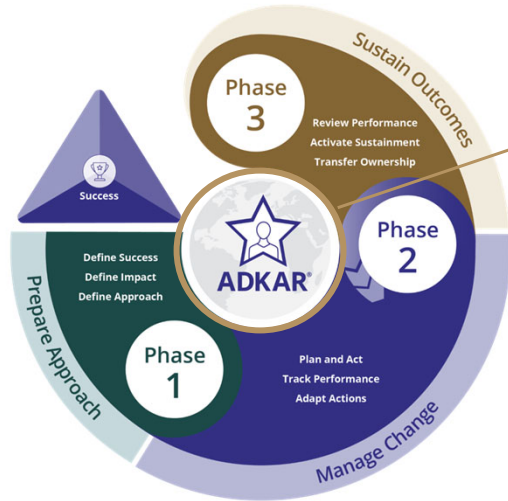 Success
Prepare Approach
Define Success
Define Impact
Define Approach
Phase
1
Manage Change
Phase
2
Plan and Act
Track Performance
Adapt Actions
Sustain Outcomes
Phase
3
Review Performance
Activate Sustainment
Transfer Ownership
ADKAR®